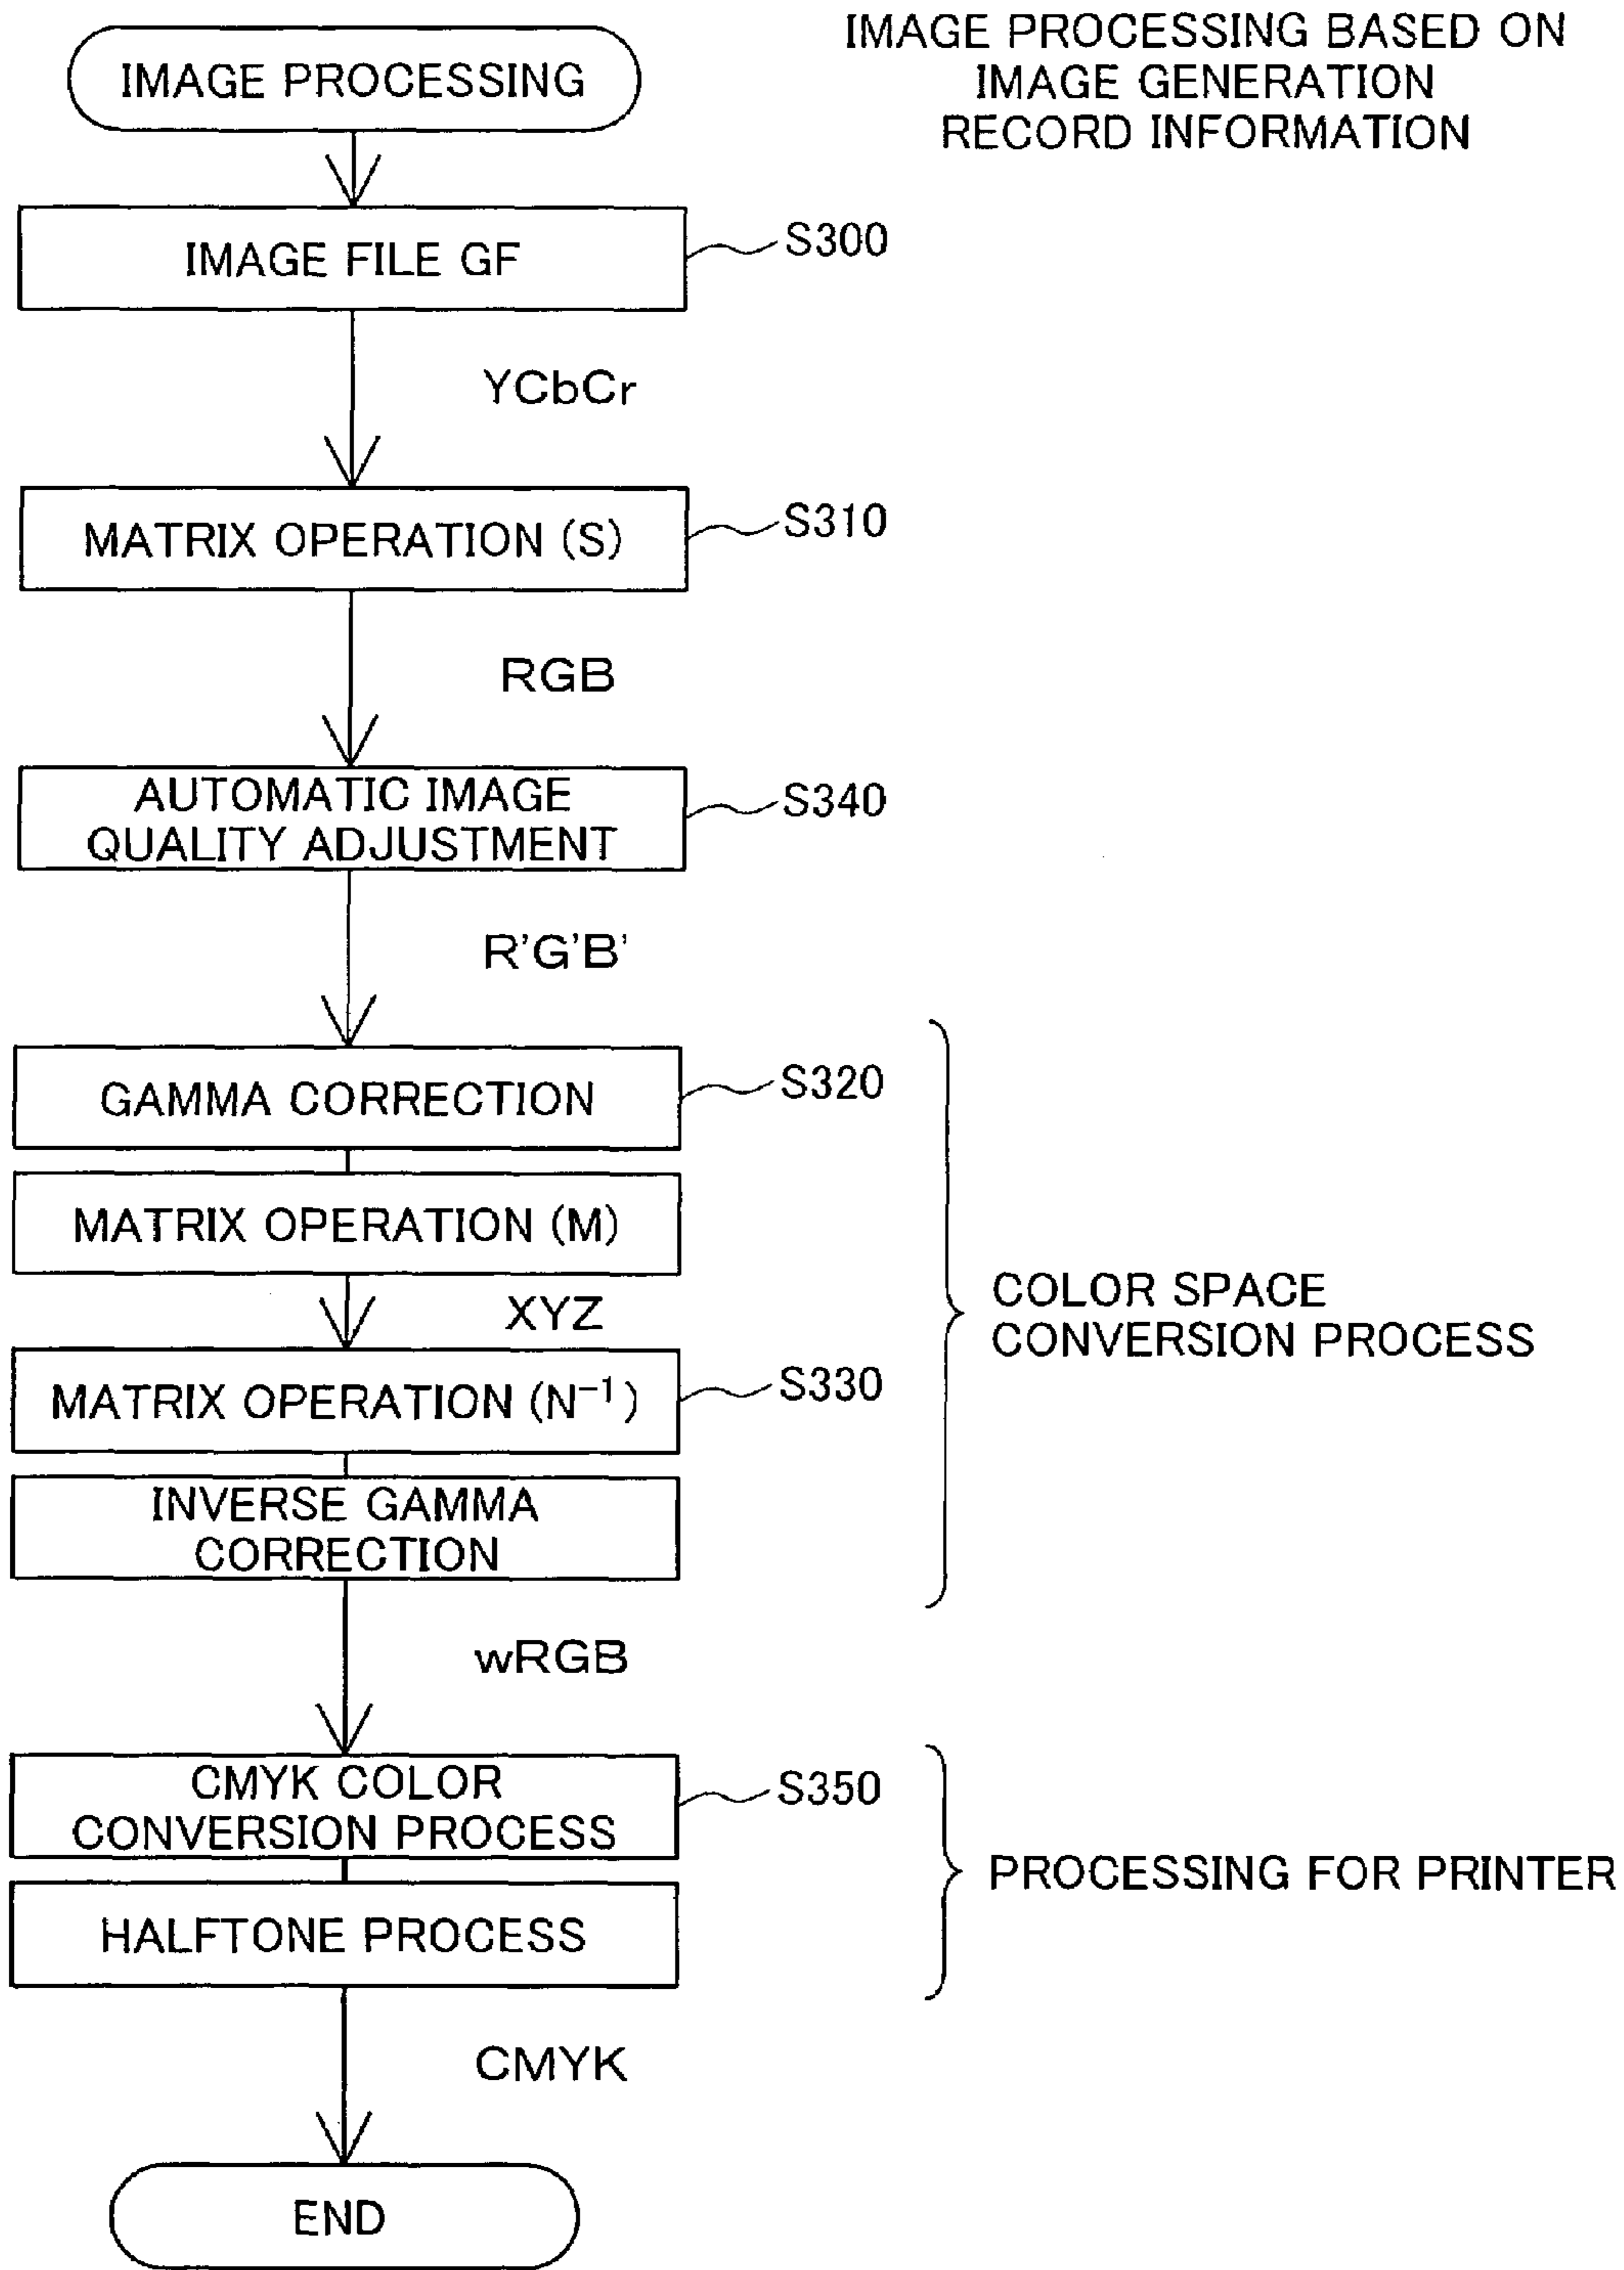 IMAGE PROCESSING BASED ON
IMAGE GENERATION
RECORD INFORMATION
IMAGE PROCESSING
IMAGE FILE GF
S300
YCbCr
MATRIX OPERATION (S)
S310
RGB
AUTOMATIC IMAGE
QUALITY ADJUSTMENT
S340
R'G'B'
GAMMA CORRECTION
S320
MATRIX OPERATION (M)
XYZ
MATRIX OPERATION (N⁻¹)
S330
INVERSE GAMMA
CORRECTION
COLOR SPACE
CONVERSION PROCESS
wRGB
CMYK COLOR
CONVERSION PROCESS
S350
HALFTONE PROCESS
PROCESSING FOR PRINTER
CMYK
END